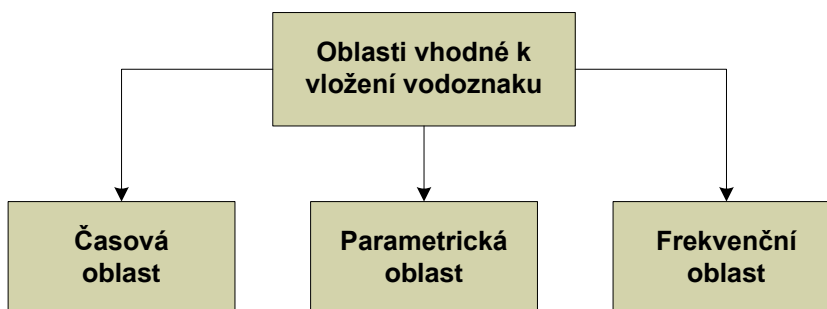 Oblasti vhodné k
vložení vodoznaku
Časová
oblast
Parametrická
oblast
Frekvenční
oblast